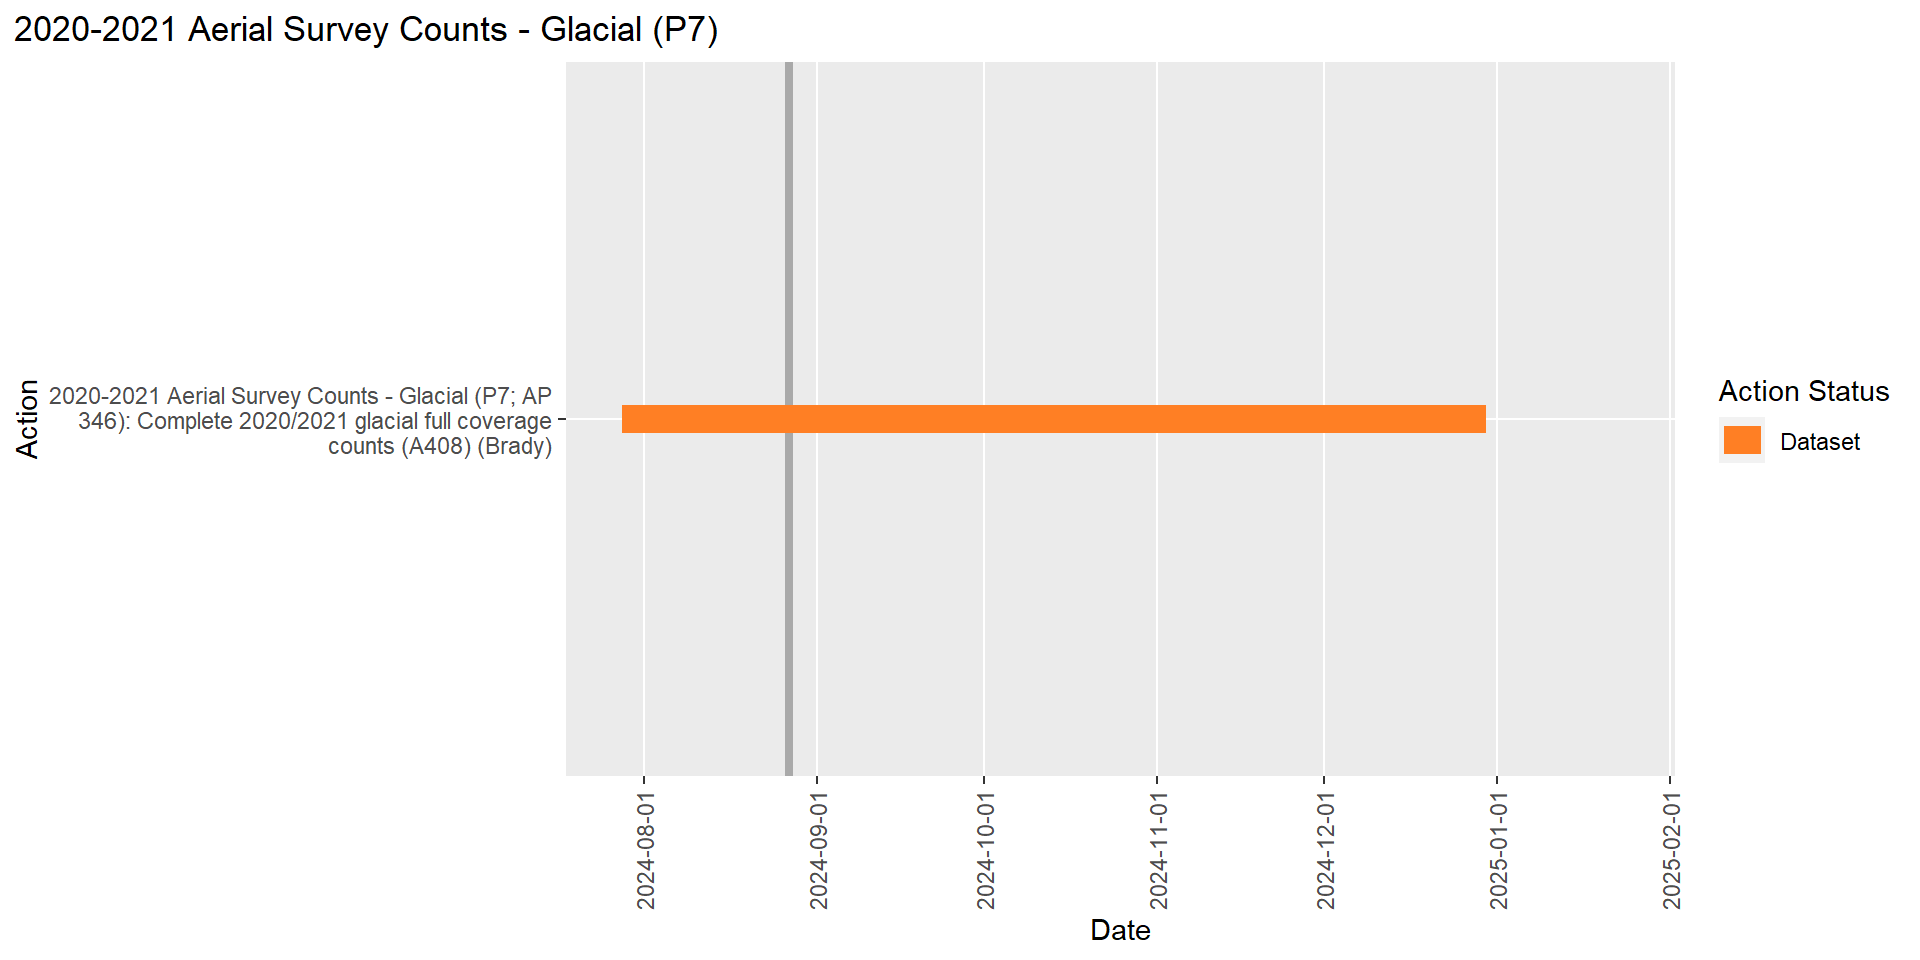 2020-2021 Aerial Survey Counts - Glacial (P7)
Action
2020-2021 Aerial Survey Counts - Glacial (P7; AP
346): Complete 2020/2021 glacial full coverage
counts (A408) (Brady)
2024-08-01
2024-09-01
2024-10-01
2024-11-01
2024-12-01
2025-01-01
2025-02-01
Date
Action Status
Dataset